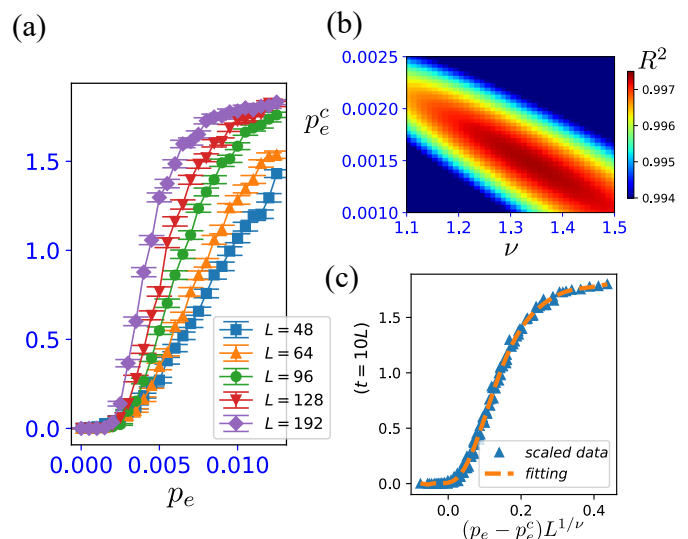 (a)
1.5
1.0
0.5
0.0
0.000
0.005
0.010
p_e
L = 48
L = 64
L = 96
L = 128
L = 192
(b)
p_e^c
0.0025
0.0020
0.0015
0.0010
1.1
1.2
1.3
1.4
1.5
ν
R^2
0.997
0.996
0.995
0.994
(c)
(t = 10L)
1.5
1.0
0.5
0.0
0.0
0.2
0.4
scaled data
fitting
(p_e − p_e^c)L^{1/ν}